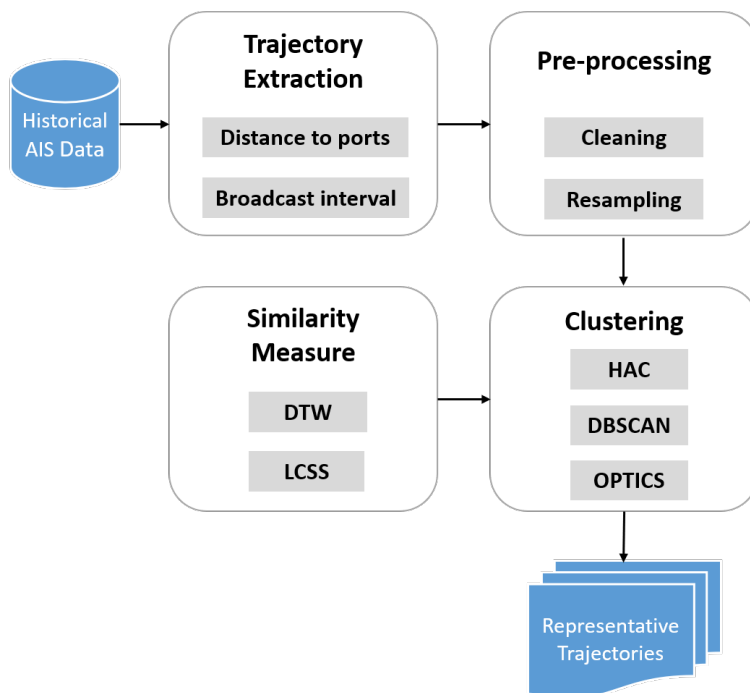 Historical
AIS Data
Trajectory
Extraction
Distance to ports
Broadcast interval
Pre-processing
Cleaning
Resampling
Similarity
Measure
DTW
LCSS
Clustering
HAC
DBSCAN
OPTICS
Representative
Trajectories